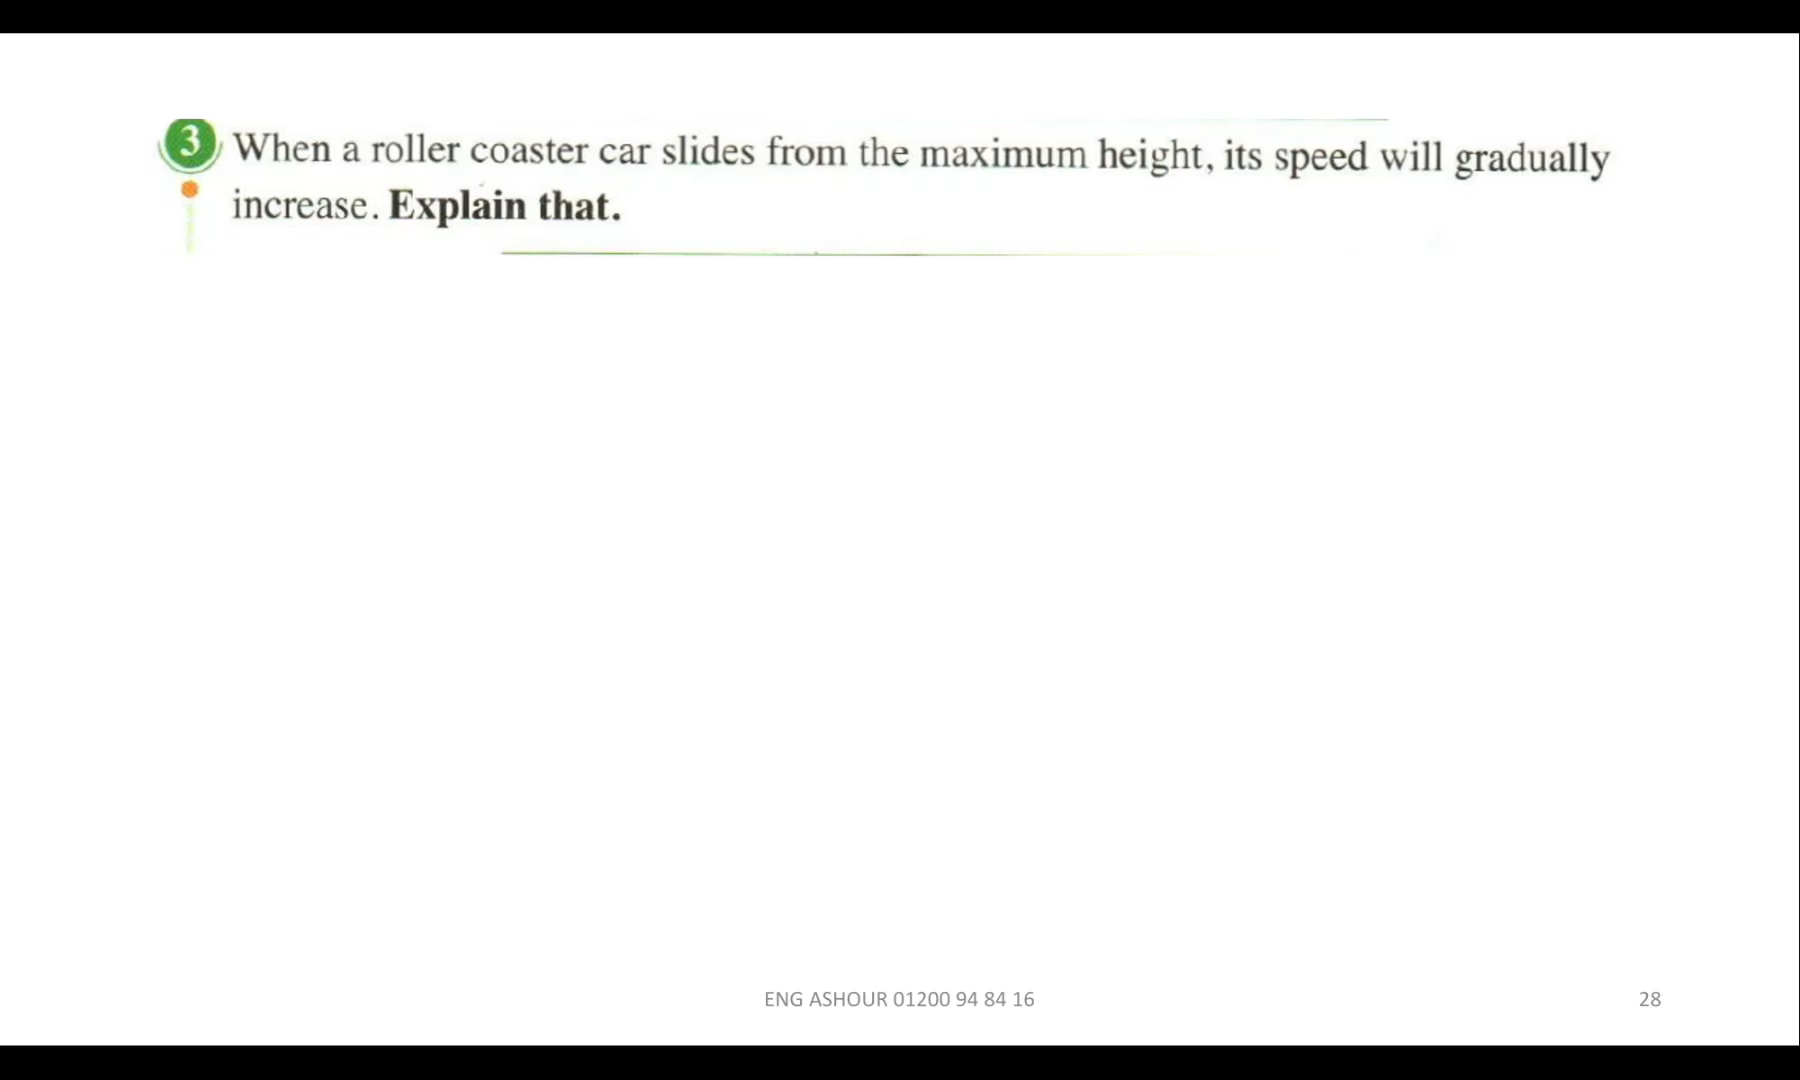 3 When a roller coaster car slides from the maximum height, its speed will gradually
increase. Explain that.
ENG ASHOUR 01200 94 84 16
28